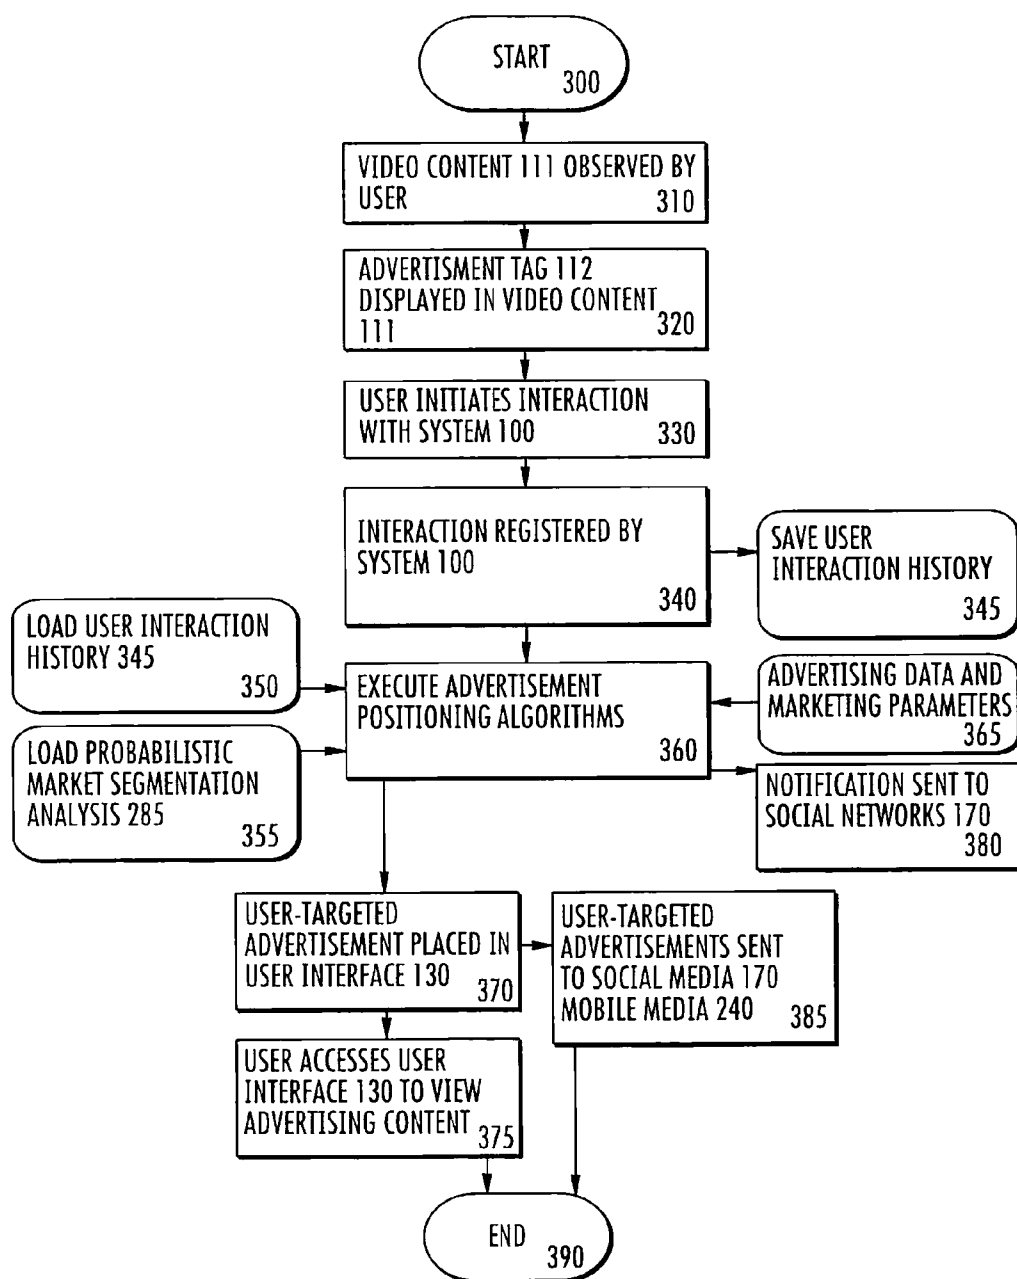 START
300
VIDEO CONTENT 111 OBSERVED BY
USER
310
ADVERTISMENT TAG 112
DISPLAYED IN VIDEO CONTENT
111
320
USER INITIATES INTERACTION
WITH SYSTEM 100
330
INTERACTION REGISTERED BY
SYSTEM 100
340
SAVE USER
INTERACTION HISTORY
345
LOAD USER INTERACTION
HISTORY 345
350
EXECUTE ADVERTISEMENT
POSITIONING ALGORITHMS
360
ADVERTISING DATA AND
MARKETING PARAMETERS
365
LOAD PROBABILISTIC
MARKET SEGMENTATION
ANALYSIS 285
355
NOTIFICATION SENT TO
SOCIAL NETWORKS 170
380
USER-TARGETED
ADVERTISEMENT PLACED IN
USER INTERFACE 130
370
USER-TARGETED
ADVERTISEMENTS SENT
TO SOCIAL MEDIA 170
MOBILE MEDIA 240
385
USER ACCESSES USER
INTERFACE 130 TO VIEW
ADVERTISING CONTENT
375
END
390